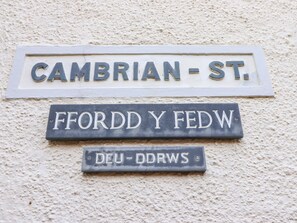 CAMBRIAN - ST.
FFORDD Y FEDW
DEU-DDRWS